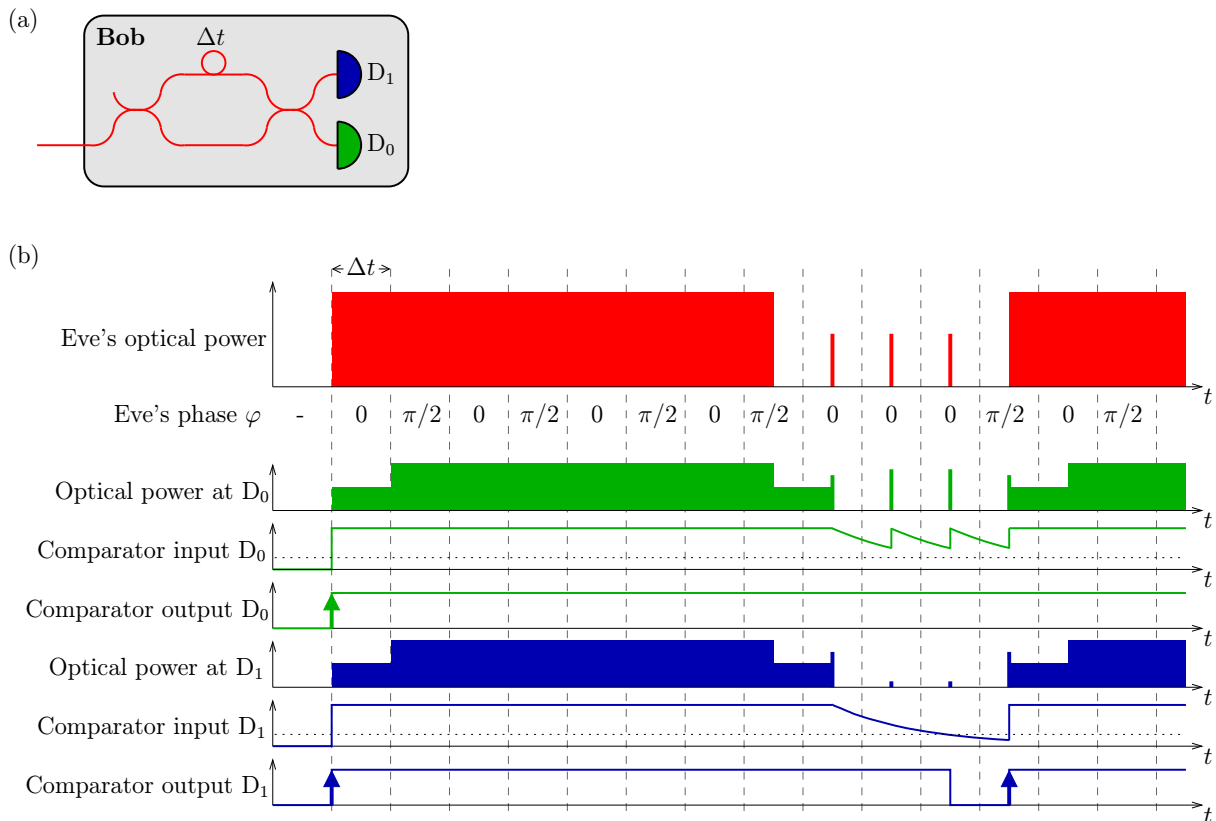 (a)
Bob
Δt
D₁
D₀
(b)
Δt
Eve's optical power
t
Eve's phase φ - 0 π/2 0 π/2 0 π/2 0 π/2 0 0 0 π/2 0 π/2
Optical power at D₀
t
Comparator input D₀
t
Comparator output D₀
t
Optical power at D₁
t
Comparator input D₁
t
Comparator output D₁
t